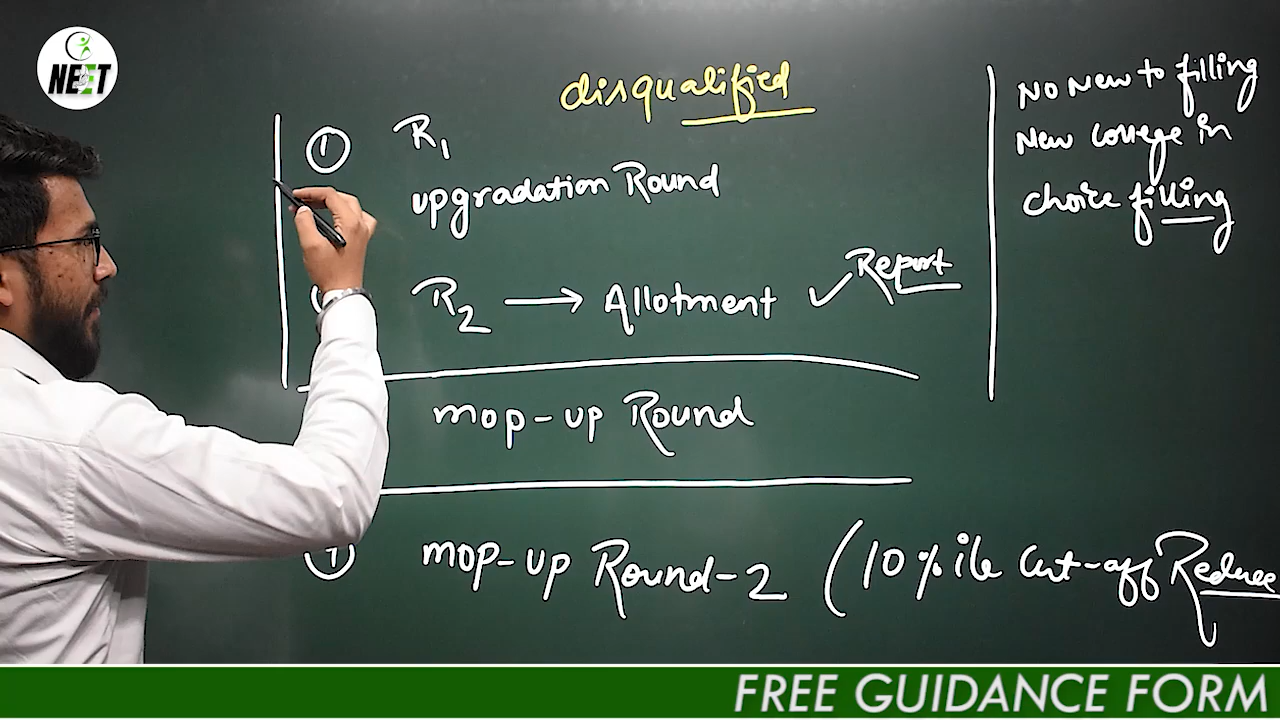 NEET
disqualified
① R1
upgradation Round
R2 → Allotment ✓ Report
mop-up Round
④ mop-up Round-2 (10%ile Cut-off Reduce
No New to filling
New College in
choice filling
FREE GUIDANCE FORM